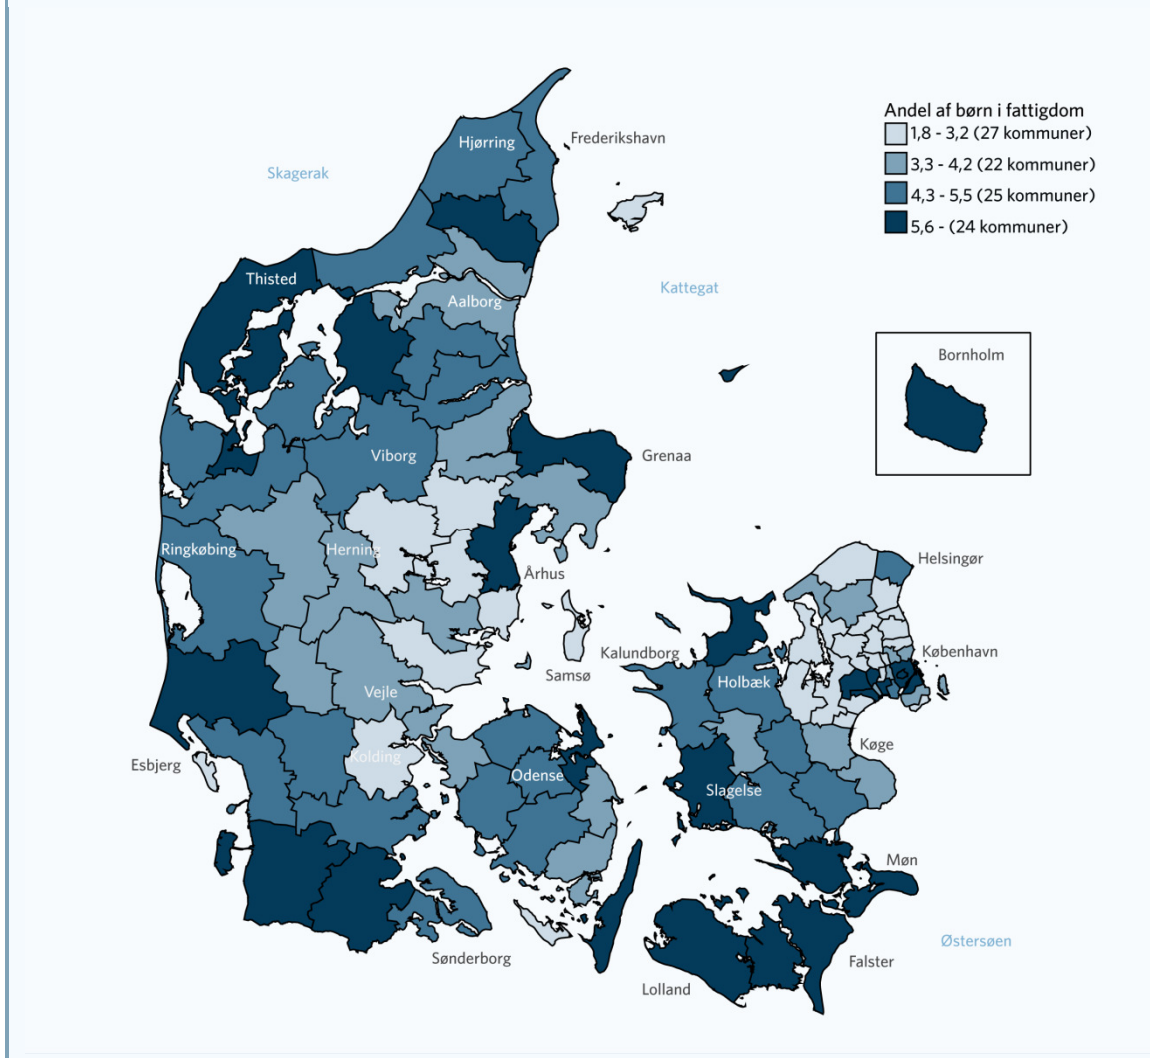 Andel af børn i fattigdom
1,8 - 3,2 (27 kommuner)
3,3 - 4,2 (22 kommuner)
4,3 - 5,5 (25 kommuner)
5,6 - (24 kommuner)
Hjørring
Frederikshavn
Skagerak
Thisted
Kattegat
Aalborg
Bornholm
Viborg
Grenaa
Ringkøbing
Herning
Helsingør
Århus
København
Kalundborg
Holbæk
Samsø
Vejle
Køge
Kolding
Esbjerg
Odense
Slagelse
Møn
Østersøen
Sønderborg
Falster
Lolland